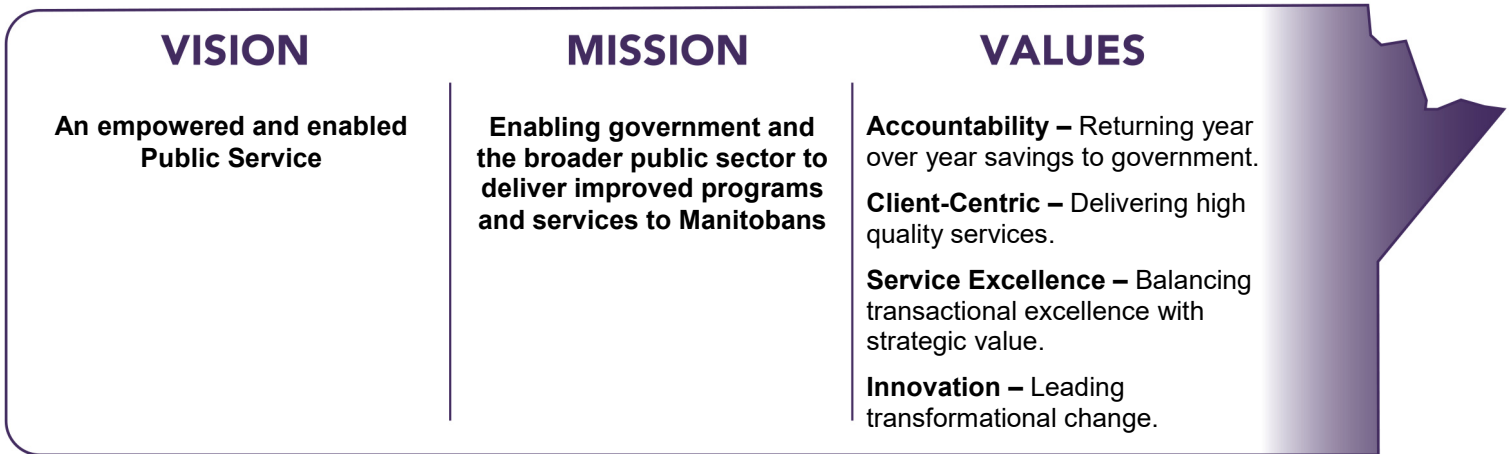 VISION
An empowered and enabled
Public Service
MISSION
Enabling government and
the broader public sector to
deliver improved programs
and services to Manitobans
VALUES
Accountability – Returning year
over year savings to government.
Client-Centric – Delivering high
quality services.
Service Excellence – Balancing
transactional excellence with
strategic value.
Innovation – Leading
transformational change.